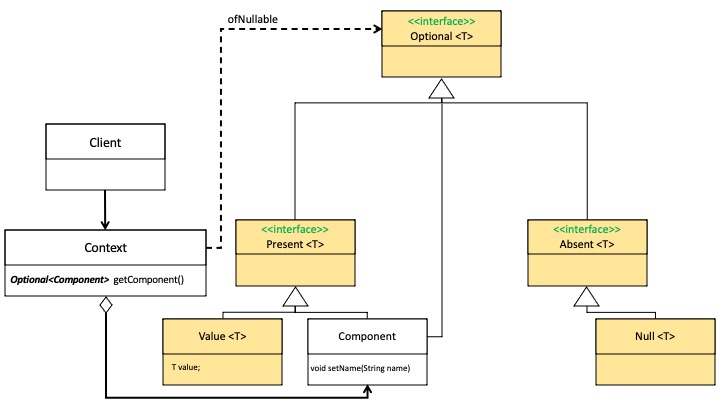 ofNullable
<<interface>>
Optional <T>
Client
Context
Optional<Component> getComponent()
<<interface>>
Present <T>
<<interface>>
Absent <T>
Value <T>
T value;
Component
void setName(String name)
Null <T>